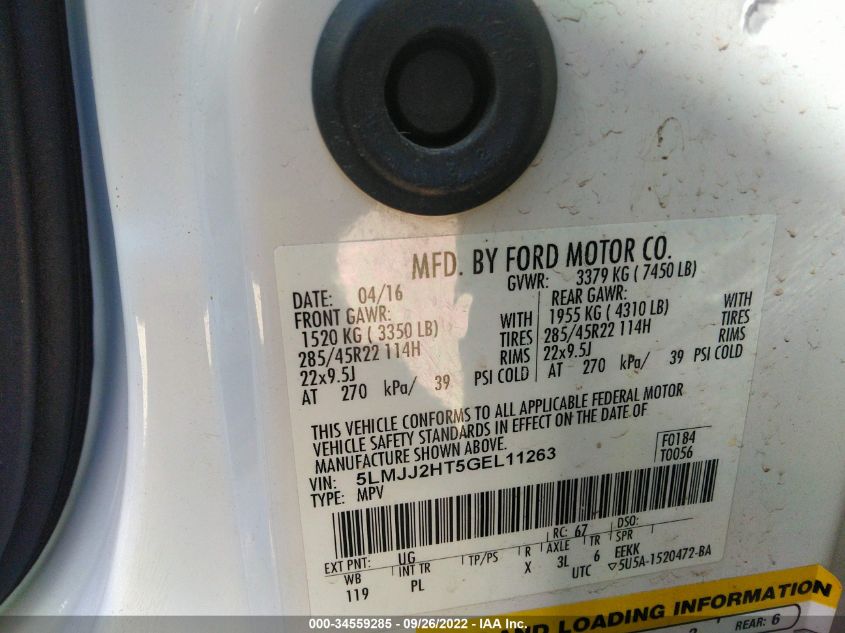 MFD. BY FORD MOTOR CO.
DATE: 04/16 GVWR: 3379 KG ( 7450 LB)
FRONT GAWR: REAR GAWR:
1520 KG ( 3350 LB) WITH 1955 KG ( 4310 LB) WITH
285/45R22 114H TIRES 285/45R22 114H TIRES
22x9.5J RIMS 22x9.5J RIMS
AT 270 kPa/ 39 PSI COLD AT 270 kPa/ 39 PSI COLD
THIS VEHICLE CONFORMS TO ALL APPLICABLE FEDERAL MOTOR
VEHICLE SAFETY STANDARDS IN EFFECT ON THE DATE OF
MANUFACTURE SHOWN ABOVE.
VIN: 5LMJJ2HT5GEL11263 F0184
TYPE: MPV T0056
EXT PNT: UG RC: 67 DSO:
WB INT TR TP/PS R AXLE TR SPR
119 PL X 3L 6 EEKK
UTC ▽5U5A-1520472-BA
AND LOADING INFORMATION
REAR: 6
000-34559285 - 09/26/2022 - IAA Inc.